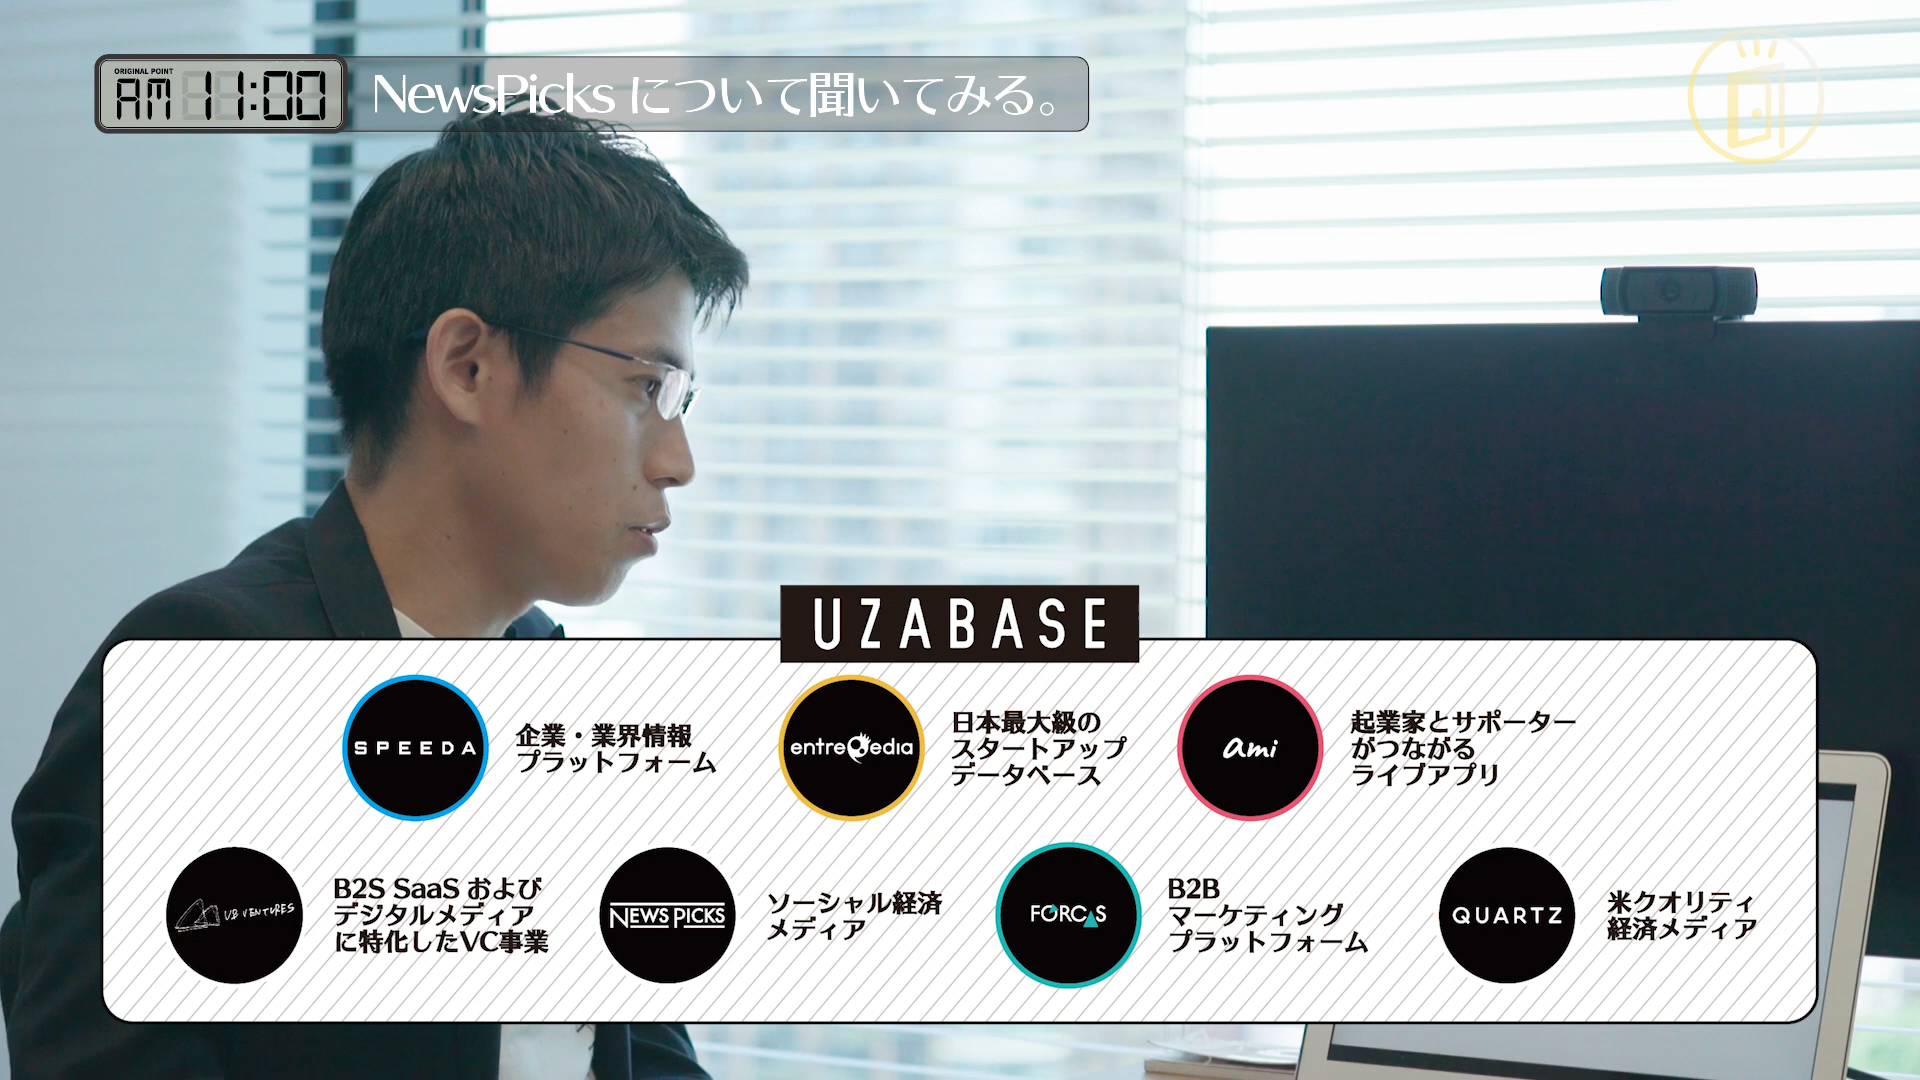 ORIGINAL POINT
AM 11:00
NewsPicks について聞いてみる。
UZABASE
SPEEDA
企業・業界情報
プラットフォーム
entrepedia
日本最大級の
スタートアップ
データベース
ami
起業家とサポーター
がつながる
ライブアプリ
UB VENTURES
B2S SaaS および
デジタルメディア
に特化したVC事業
NEWSPICKS
ソーシャル経済
メディア
FORCAS
B2B
マーケティング
プラットフォーム
QUARTZ
米クオリティ
経済メディア